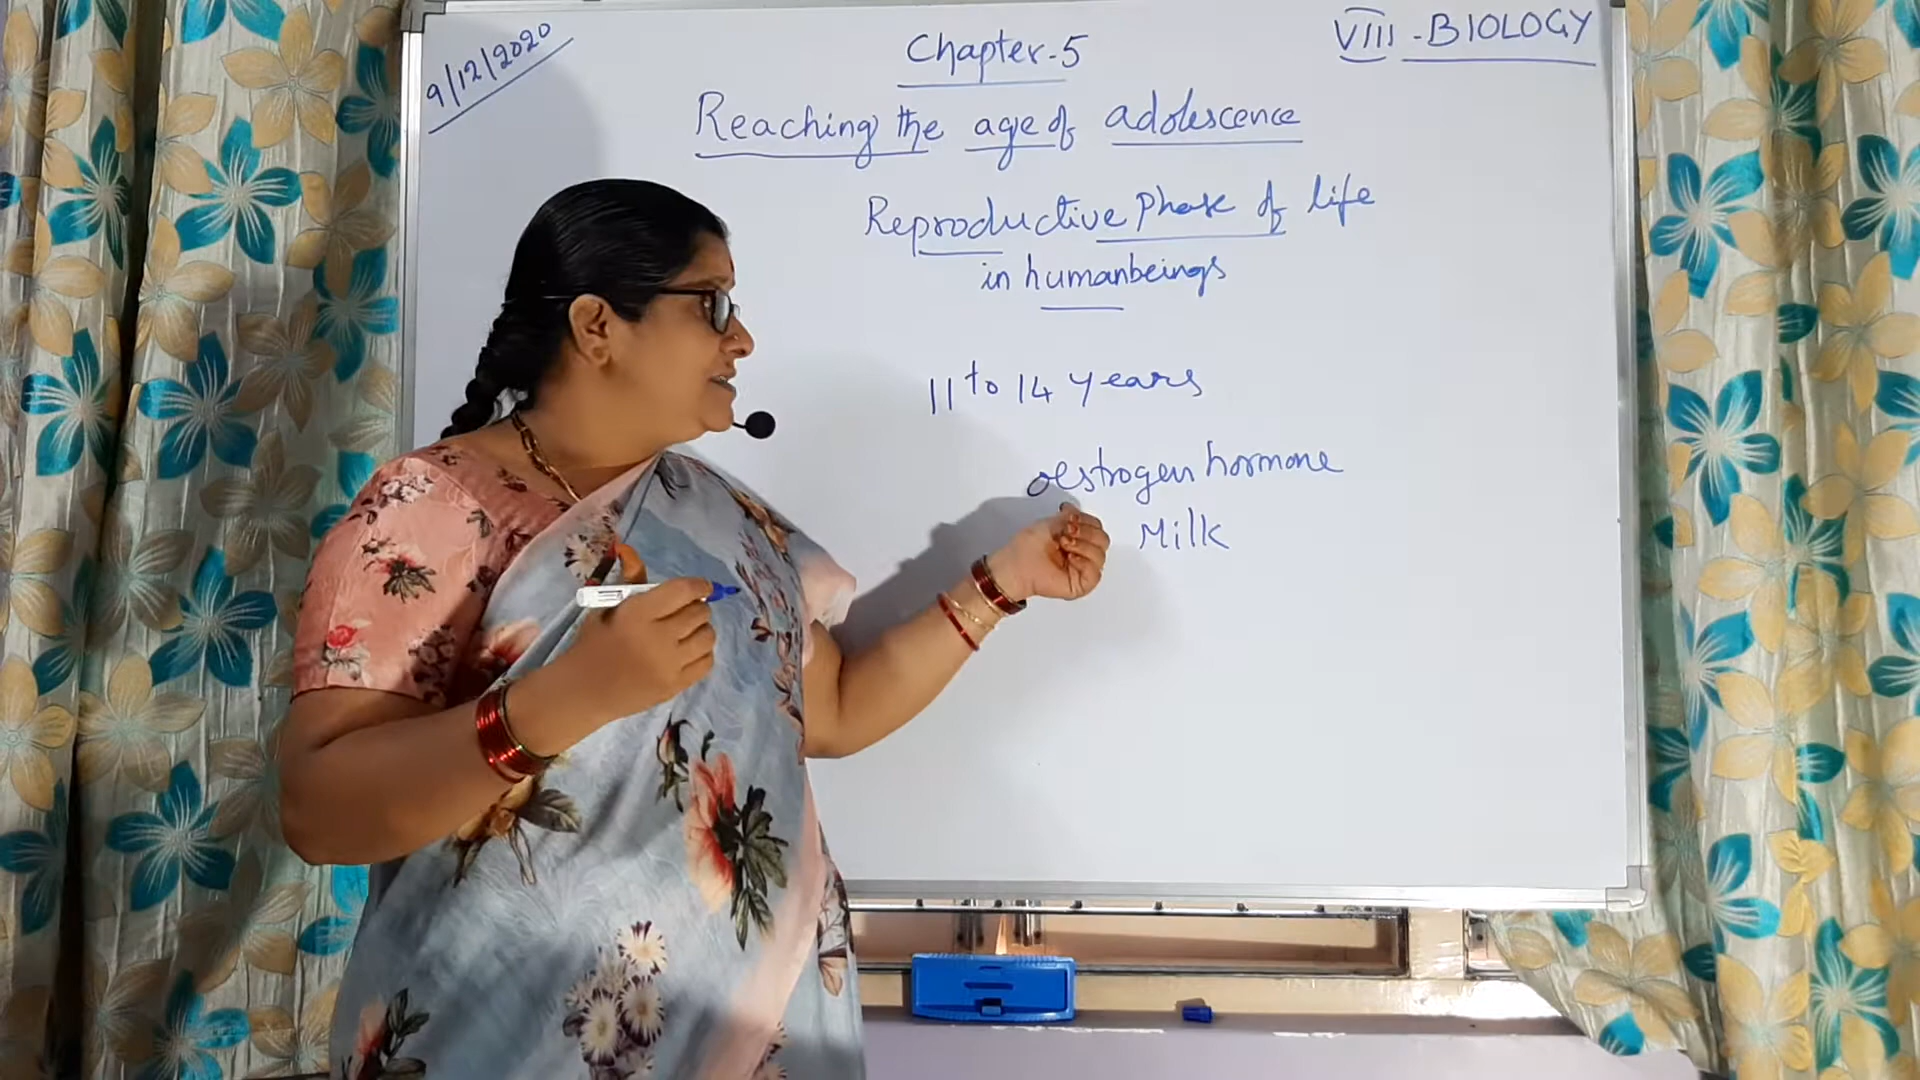 9/12/2020
Chapter-5
VIII - BIOLOGY
Reaching the age of adolescence
Reproductive Phase of life
in humanbeings
11 to 14 years
oestrogen hormone
Milk